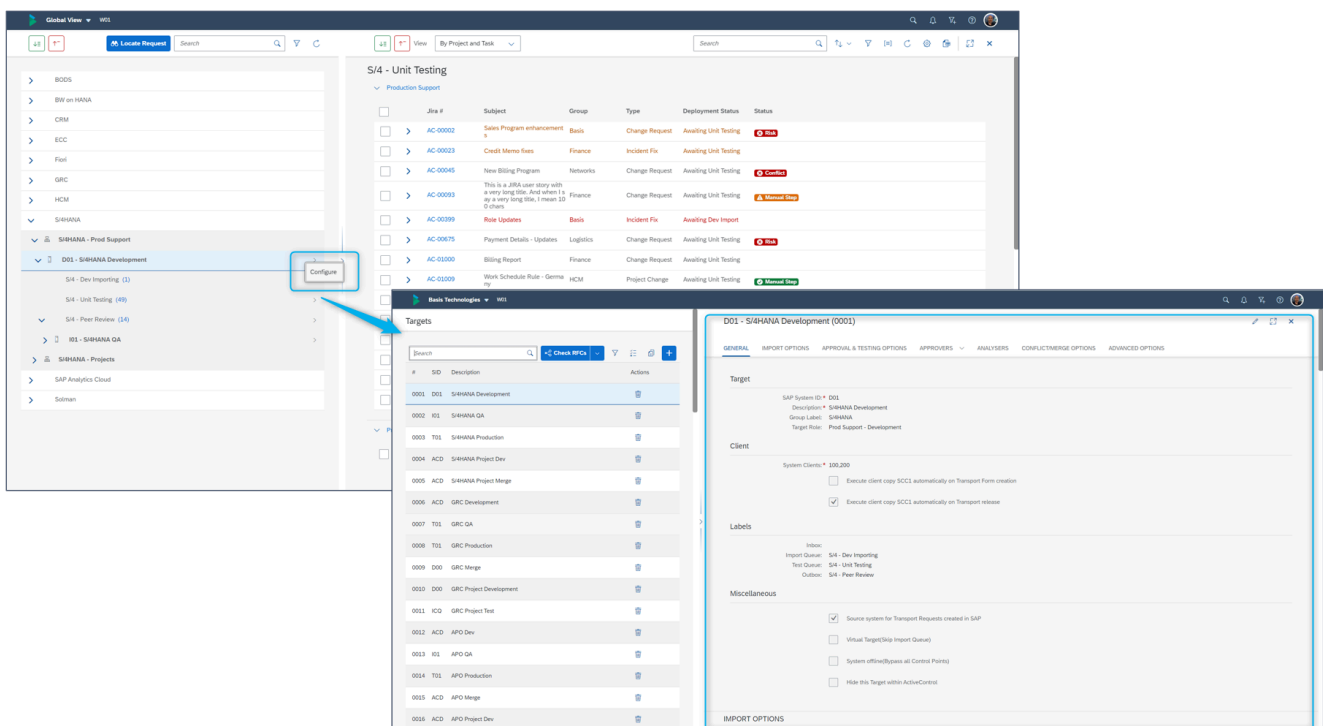 Global View W01
Locate Request Search
View By Project and Task Search
BODS
BW on HANA
CRM
ECC
Fiori
GRC
HCM
S/4HANA
S/4HANA - Prod Support
D01 - S/4HANA Development
S/4 - Dev Importing (1)
S/4 - Unit Testing (49)
S/4 - Peer Review (14)
I01 - S/4HANA QA
S/4HANA - Projects
SAP Analytics Cloud
Solman
Configure
S/4 - Unit Testing
Production Support
Jira # Subject Group Type Deployment Status Status
AC-00002 Sales Program enhancement
s Basis Change Request Awaiting Unit Testing Risk
AC-00023 Credit Memo fixes Finance Incident Fix Awaiting Unit Testing
AC-00045 New Billing Program Networks Change Request Awaiting Unit Testing Conflict
This is a JIRA user story with
a very long title. And when I s
AC-00093 ay a very long title, I mean 10 Finance Change Request Awaiting Unit Testing Manual Step
0 chars
AC-00399 Role Updates Basis Incident Fix Awaiting Dev Import
AC-00675 Payment Details - Updates Logistics Change Request Awaiting Unit Testing Risk
AC-01000 Billing Report Finance Change Request Awaiting Unit Testing
AC-01009 Work Schedule Rule - Germa
ny HCM Project Change Awaiting Unit Testing Manual Step
Basis Technologies W01
Targets
Search Check RFCs
# SID Description Actions
0001 D01 S/4HANA Development
0002 I01 S/4HANA QA
0003 T01 S/4HANA Production
0004 ACD S/4HANA Project Dev
0005 ACD S/4HANA Project Merge
0006 ACD GRC Development
0007 T01 GRC QA
0008 T01 GRC Production
0009 D00 GRC Merge
0010 D00 GRC Project Development
0011 ICQ GRC Project Test
0012 ACD APO Dev
0013 I01 APO QA
0014 T01 APO Production
0015 ACD APO Merge
0016 ACD APO Project Dev
D01 - S/4HANA Development (0001)
GENERAL IMPORT OPTIONS APPROVAL & TESTING OPTIONS APPROVERS ANALYSERS CONFLICT/MERGE OPTIONS ADVANCED OPTIONS
Target
SAP System ID:* D01
Description:* S/4HANA Development
Group Label: S/4HANA
Target Role: Prod Support - Development
Client
System Clients:* 100,200
Execute client copy SCC1 automatically on Transport Form creation
Execute client copy SCC1 automatically on Transport release
Labels
Inbox:
Import Queue: S/4 - Dev Importing
Test Queue: S/4 - Unit Testing
Outbox: S/4 - Peer Review
Miscellaneous
Source system for Transport Requests created in SAP
Virtual Target(Skip Import Queue)
System offline(Bypass all Control Points)
Hide this Target within ActiveControl
IMPORT OPTIONS